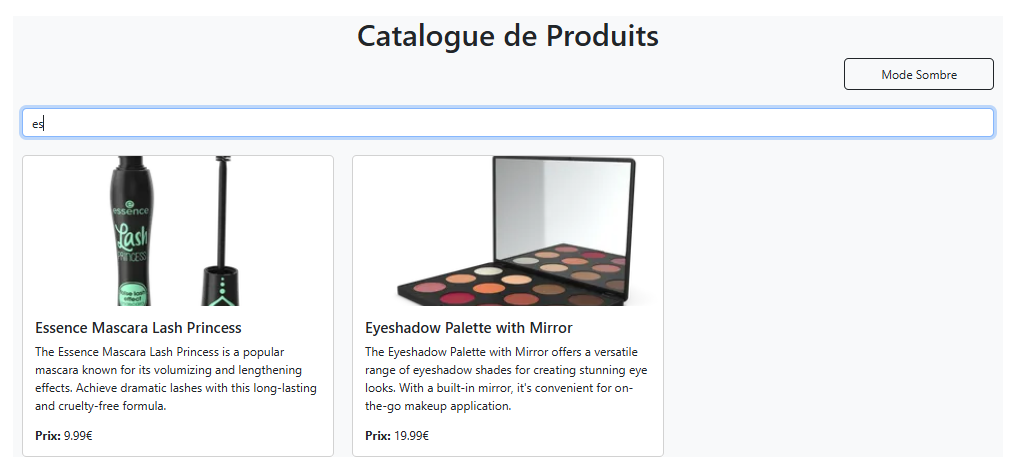 Catalogue de Produits
Mode Sombre
es
essence
Lash
PRINCESS
false lash
effect
Essence Mascara Lash Princess
The Essence Mascara Lash Princess is a popular
mascara known for its volumizing and lengthening
effects. Achieve dramatic lashes with this long-lasting
and cruelty-free formula.
Prix: 9.99€
Eyeshadow Palette with Mirror
The Eyeshadow Palette with Mirror offers a versatile
range of eyeshadow shades for creating stunning eye
looks. With a built-in mirror, it's convenient for on-
the-go makeup application.
Prix: 19.99€